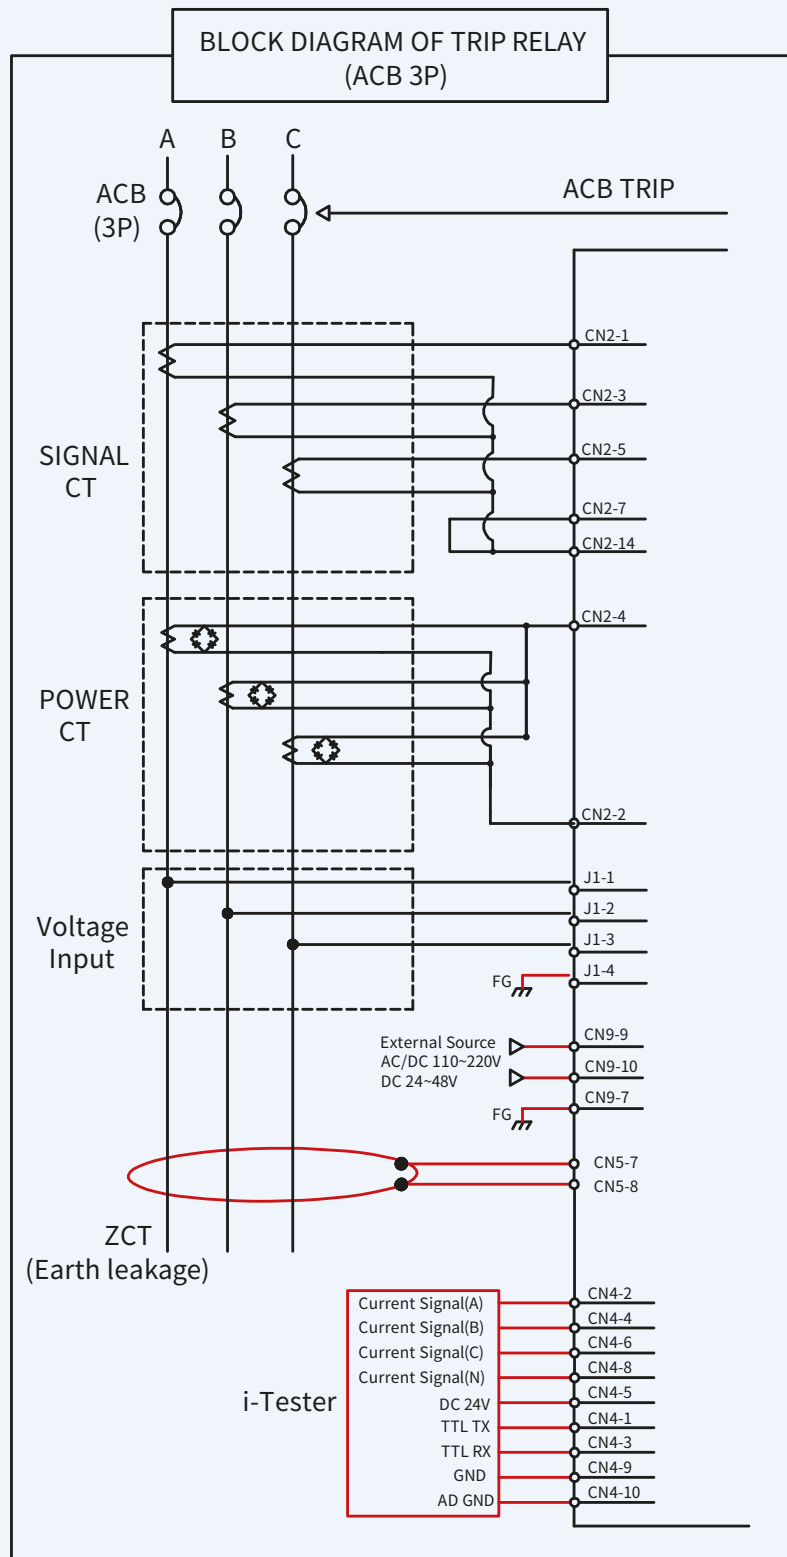 BLOCK DIAGRAM OF TRIP RELAY
(ACB 3P)
A
B
C
ACB
(3P)
ACB TRIP
SIGNAL
CT
CN2-1
CN2-3
CN2-5
CN2-7
CN2-14
POWER
CT
CN2-4
CN2-2
Voltage
Input
J1-1
J1-2
J1-3
J1-4
FG
External Source
AC/DC 110~220V
DC 24~48V
CN9-9
CN9-10
CN9-7
FG
CN5-7
CN5-8
ZCT
(Earth leakage)
i-Tester
Current Signal(A)
Current Signal(B)
Current Signal(C)
Current Signal(N)
DC 24V
TTL TX
TTL RX
GND
AD GND
CN4-2
CN4-4
CN4-6
CN4-8
CN4-5
CN4-1
CN4-3
CN4-9
CN4-10